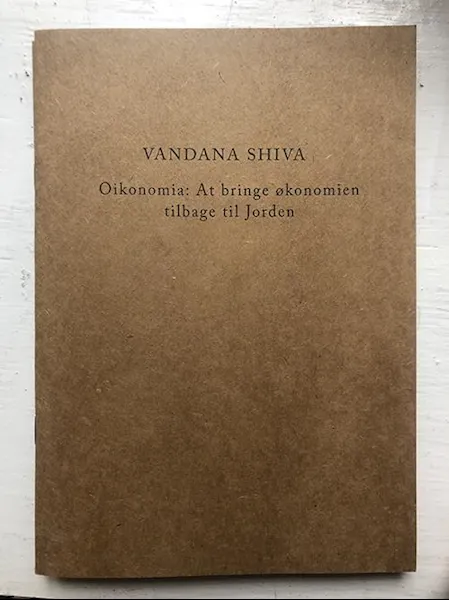 VANDANA SHIVA
Oikonomia: At bringe økonomien
tilbage til Jorden